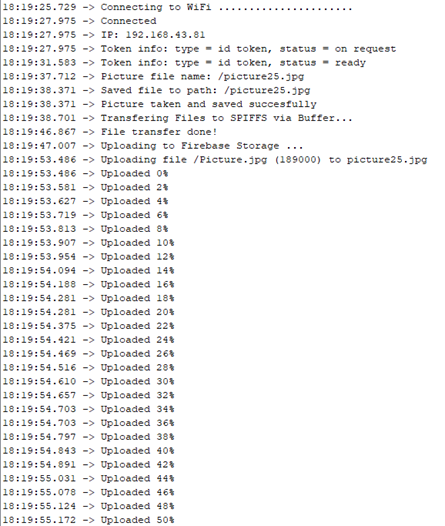 18:19:25.729 -> Connecting to WiFi ......................
18:19:27.975 -> Connected
18:19:27.975 -> IP: 192.168.43.81
18:19:27.975 -> Token info: type = id token, status = on request
18:19:31.583 -> Token info: type = id token, status = ready
18:19:37.712 -> Picture file name: /picture25.jpg
18:19:38.371 -> Saved file to path: /picture25.jpg
18:19:38.371 -> Picture taken and saved succesfully
18:19:38.701 -> Transfering Files to SPIFFS via Buffer...
18:19:46.867 -> File transfer done!
18:19:47.007 -> Uploading to Firebase Storage ...
18:19:53.486 -> Uploading file /Picture.jpg (189000) to picture25.jpg
18:19:53.486 -> Uploaded 0%
18:19:53.581 -> Uploaded 2%
18:19:53.627 -> Uploaded 4%
18:19:53.719 -> Uploaded 6%
18:19:53.813 -> Uploaded 8%
18:19:53.907 -> Uploaded 10%
18:19:53.954 -> Uploaded 12%
18:19:54.094 -> Uploaded 14%
18:19:54.188 -> Uploaded 16%
18:19:54.281 -> Uploaded 18%
18:19:54.281 -> Uploaded 20%
18:19:54.375 -> Uploaded 22%
18:19:54.421 -> Uploaded 24%
18:19:54.469 -> Uploaded 26%
18:19:54.516 -> Uploaded 28%
18:19:54.610 -> Uploaded 30%
18:19:54.657 -> Uploaded 32%
18:19:54.703 -> Uploaded 34%
18:19:54.703 -> Uploaded 36%
18:19:54.797 -> Uploaded 38%
18:19:54.843 -> Uploaded 40%
18:19:54.891 -> Uploaded 42%
18:19:55.031 -> Uploaded 44%
18:19:55.078 -> Uploaded 46%
18:19:55.124 -> Uploaded 48%
18:19:55.172 -> Uploaded 50%